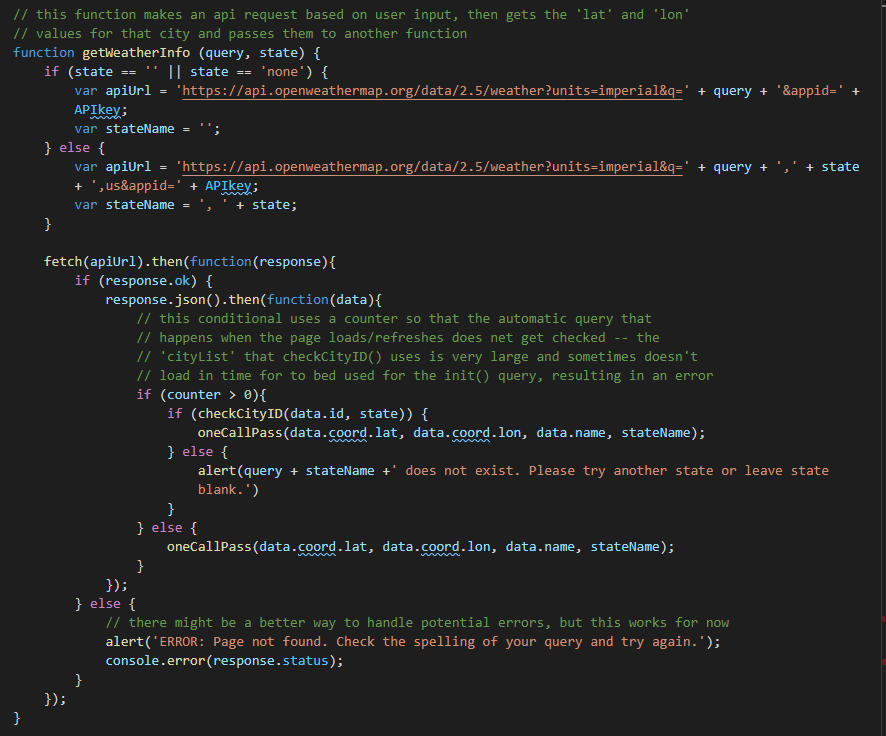 // this function makes an api request based on user input, then gets the 'lat' and 'lon'
// values for that city and passes them to another function
function getWeatherInfo (query, state) {
    if (state == '' || state == 'none') {
        var apiUrl = 'https://api.openweathermap.org/data/2.5/weather?units=imperial&q=' + query + '&appid=' +
        APIkey;
        var stateName = '';
    } else {
        var apiUrl = 'https://api.openweathermap.org/data/2.5/weather?units=imperial&q=' + query + ',' + state
        + ',us&appid=' + APIkey;
        var stateName = ', ' + state;
    }

    fetch(apiUrl).then(function(response){
        if (response.ok) {
            response.json().then(function(data){
                // this conditional uses a counter so that the automatic query that
                // happens when the page loads/refreshes does net get checked -- the
                // 'cityList' that checkCityID() uses is very large and sometimes doesn't
                // load in time for to bed used for the init() query, resulting in an error
                if (counter > 0){
                    if (checkCityID(data.id, state)) {
                        oneCallPass(data.coord.lat, data.coord.lon, data.name, stateName);
                    } else {
                        alert(query + stateName +' does not exist. Please try another state or leave state
                        blank.')
                    }
                } else {
                    oneCallPass(data.coord.lat, data.coord.lon, data.name, stateName);
                }
            });
        } else {
            // there might be a better way to handle potential errors, but this works for now
            alert('ERROR: Page not found. Check the spelling of your query and try again.');
            console.error(response.status);
        }
    });
}